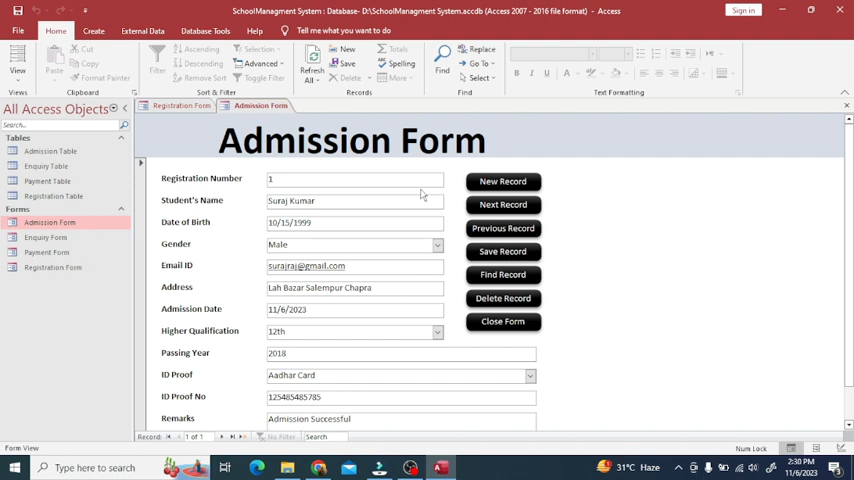 SchoolManagment System : Database- D:\SchoolManagment System.accdb (Access 2007 - 2016 file format) - Access
Sign in
File Home Create External Data Database Tools Help Tell me what you want to do
View
Views
Paste
Cut
Copy
Format Painter
Clipboard
Filter
Ascending
Descending
Remove Sort
Selection
Advanced
Toggle Filter
Sort & Filter
Refresh
All
New
Save
Delete
Totals
Spelling
More
Records
Find
Replace
Go To
Select
Find
B I U A
Text Formatting
All Access Objects
Search...
Tables
Admission Table
Enquiry Table
Payment Table
Registration Table
Forms
Admission Form
Enquiry Form
Payment Form
Registration Form
Registration Form Admission Form
Admission Form
Registration Number 1
Student's Name Suraj Kumar
Date of Birth 10/15/1999
Gender Male
Email ID surajraj@gmail.com
Address Lah Bazar Salempur Chapra
Admission Date 11/6/2023
Higher Qualification 12th
Passing Year 2018
ID Proof Aadhar Card
ID Proof No 125485485785
Remarks Admission Successful
New Record
Next Record
Previous Record
Save Record
Find Record
Delete Record
Close Form
Record: 1 of 1 No Filter Search
Form View
Num Lock
Type here to search
31°C Haze
2:30 PM
11/6/2023
3